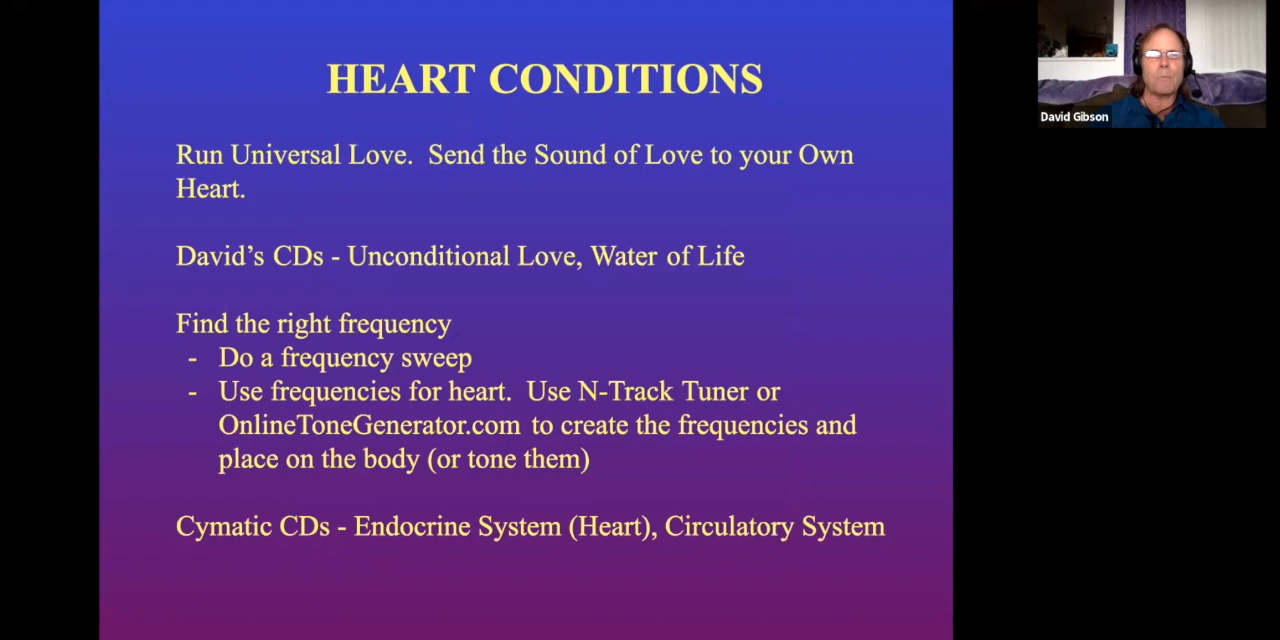 HEART CONDITIONS
Run Universal Love.  Send the Sound of Love to your Own
Heart.
David’s CDs - Unconditional Love, Water of Life
Find the right frequency
- Do a frequency sweep
- Use frequencies for heart.  Use N-Track Tuner or
OnlineToneGenerator.com to create the frequencies and
place on the body (or tone them)
Cymatic CDs - Endocrine System (Heart), Circulatory System
David Gibson